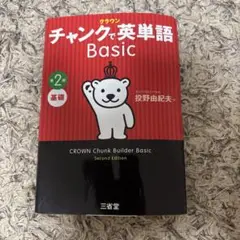 クラウン
チャンクで英単語
Basic
第2版
基礎
投野由紀夫
CROWN Chunk Builder Basic
Second Edition
三省堂